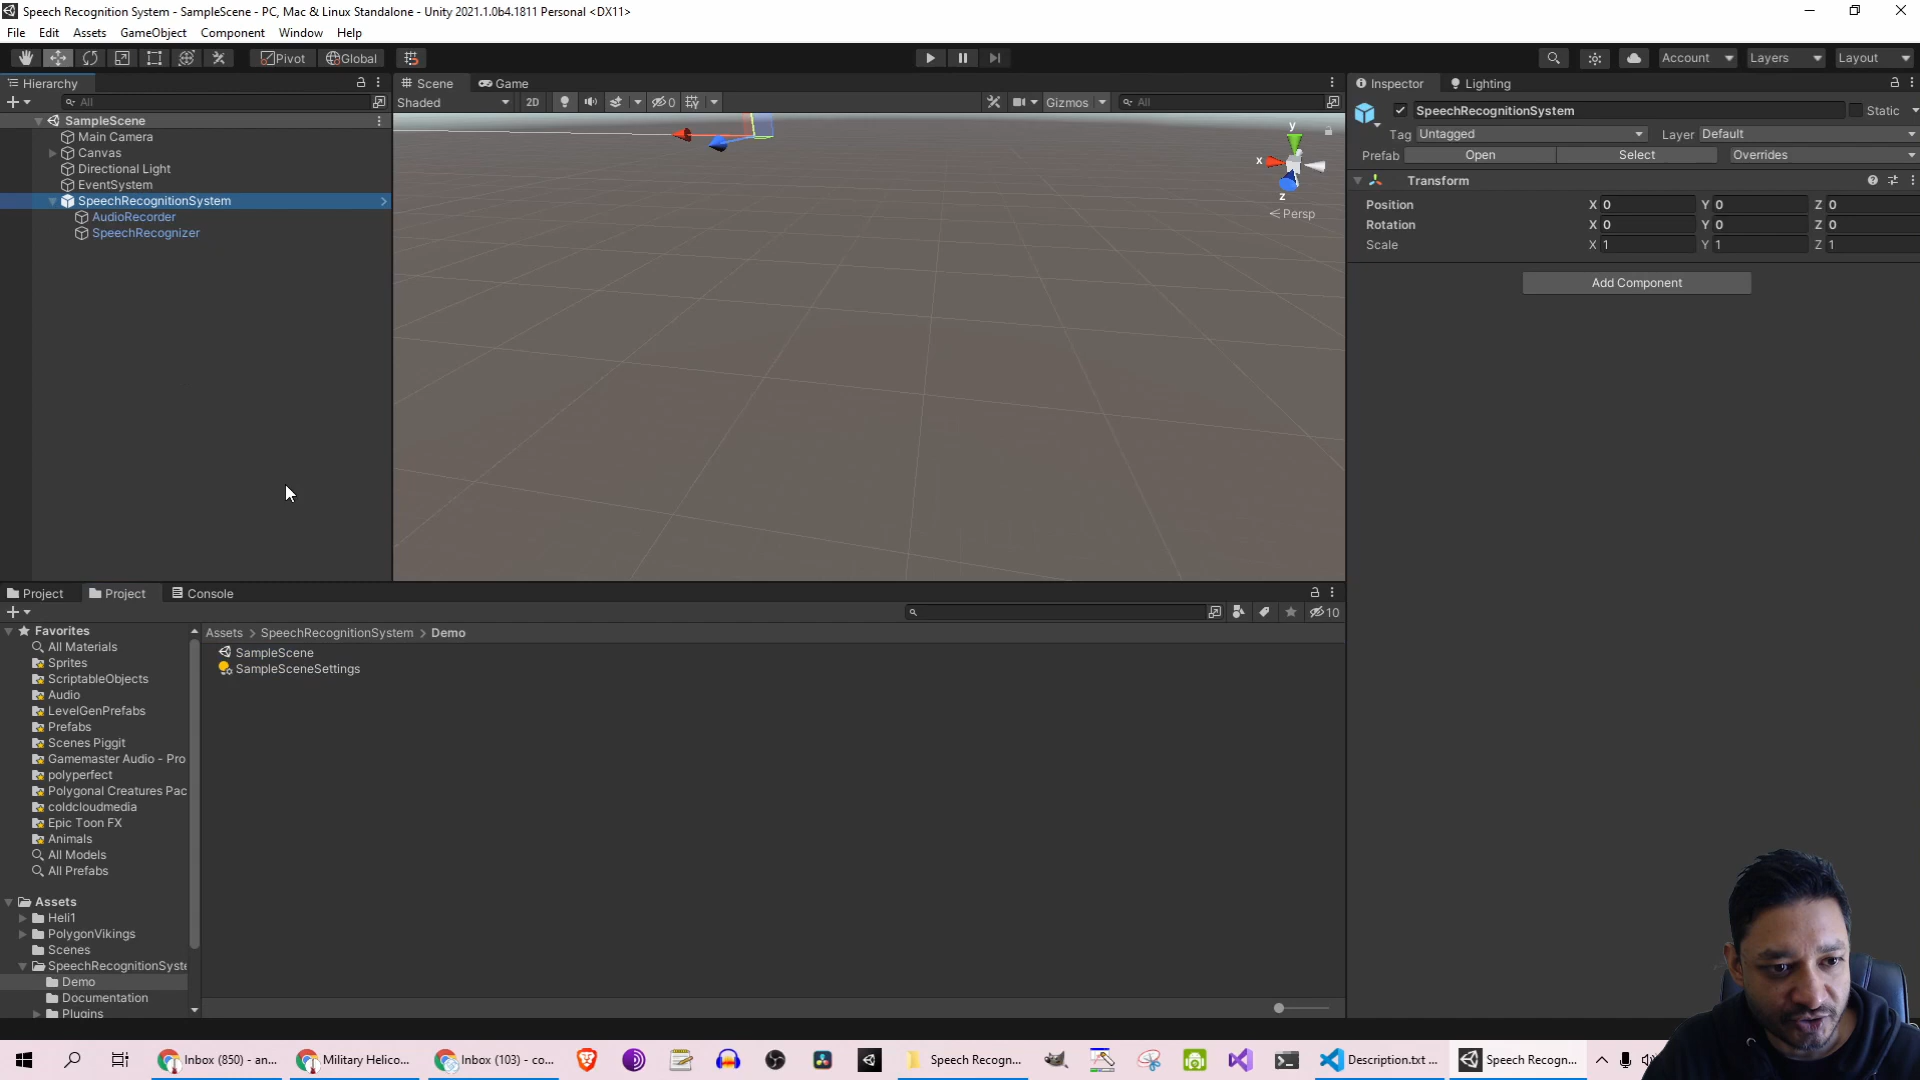 Speech Recognition System - SampleScene - PC, Mac & Linux Standalone - Unity 2021.1.0b4.1811 Personal <DX11>
File Edit Assets GameObject Component Window Help
Pivot Global Account Layers Layout
Hierarchy
All
SampleScene
Main Camera
Canvas
Directional Light
EventSystem
SpeechRecognitionSystem
AudioRecorder
SpeechRecognizer
Scene Game
Shaded 2D 0 Gizmos All
y
x
z
Persp
Inspector Lighting
SpeechRecognitionSystem Static
Tag Untagged Layer Default
Prefab Open Select Overrides
Transform
Position X 0 Y 0 Z 0
Rotation X 0 Y 0 Z 0
Scale X 1 Y 1 Z 1
Add Component
Project Project Console
10
Favorites
All Materials
Sprites
ScriptableObjects
Audio
LevelGenPrefabs
Prefabs
Scenes Piggit
Gamemaster Audio - Pro
polyperfect
Polygonal Creatures Pac
coldcloudmedia
Epic Toon FX
Animals
All Models
All Prefabs
Assets
Heli1
PolygonVikings
Scenes
SpeechRecognitionSyste
Demo
Documentation
Plugins
Assets > SpeechRecognitionSystem > Demo
SampleScene
SampleSceneSettings
Inbox (850) - an... Military Helico... Inbox (103) - co... Speech Recogn... Description.txt ... Speech Recogn...